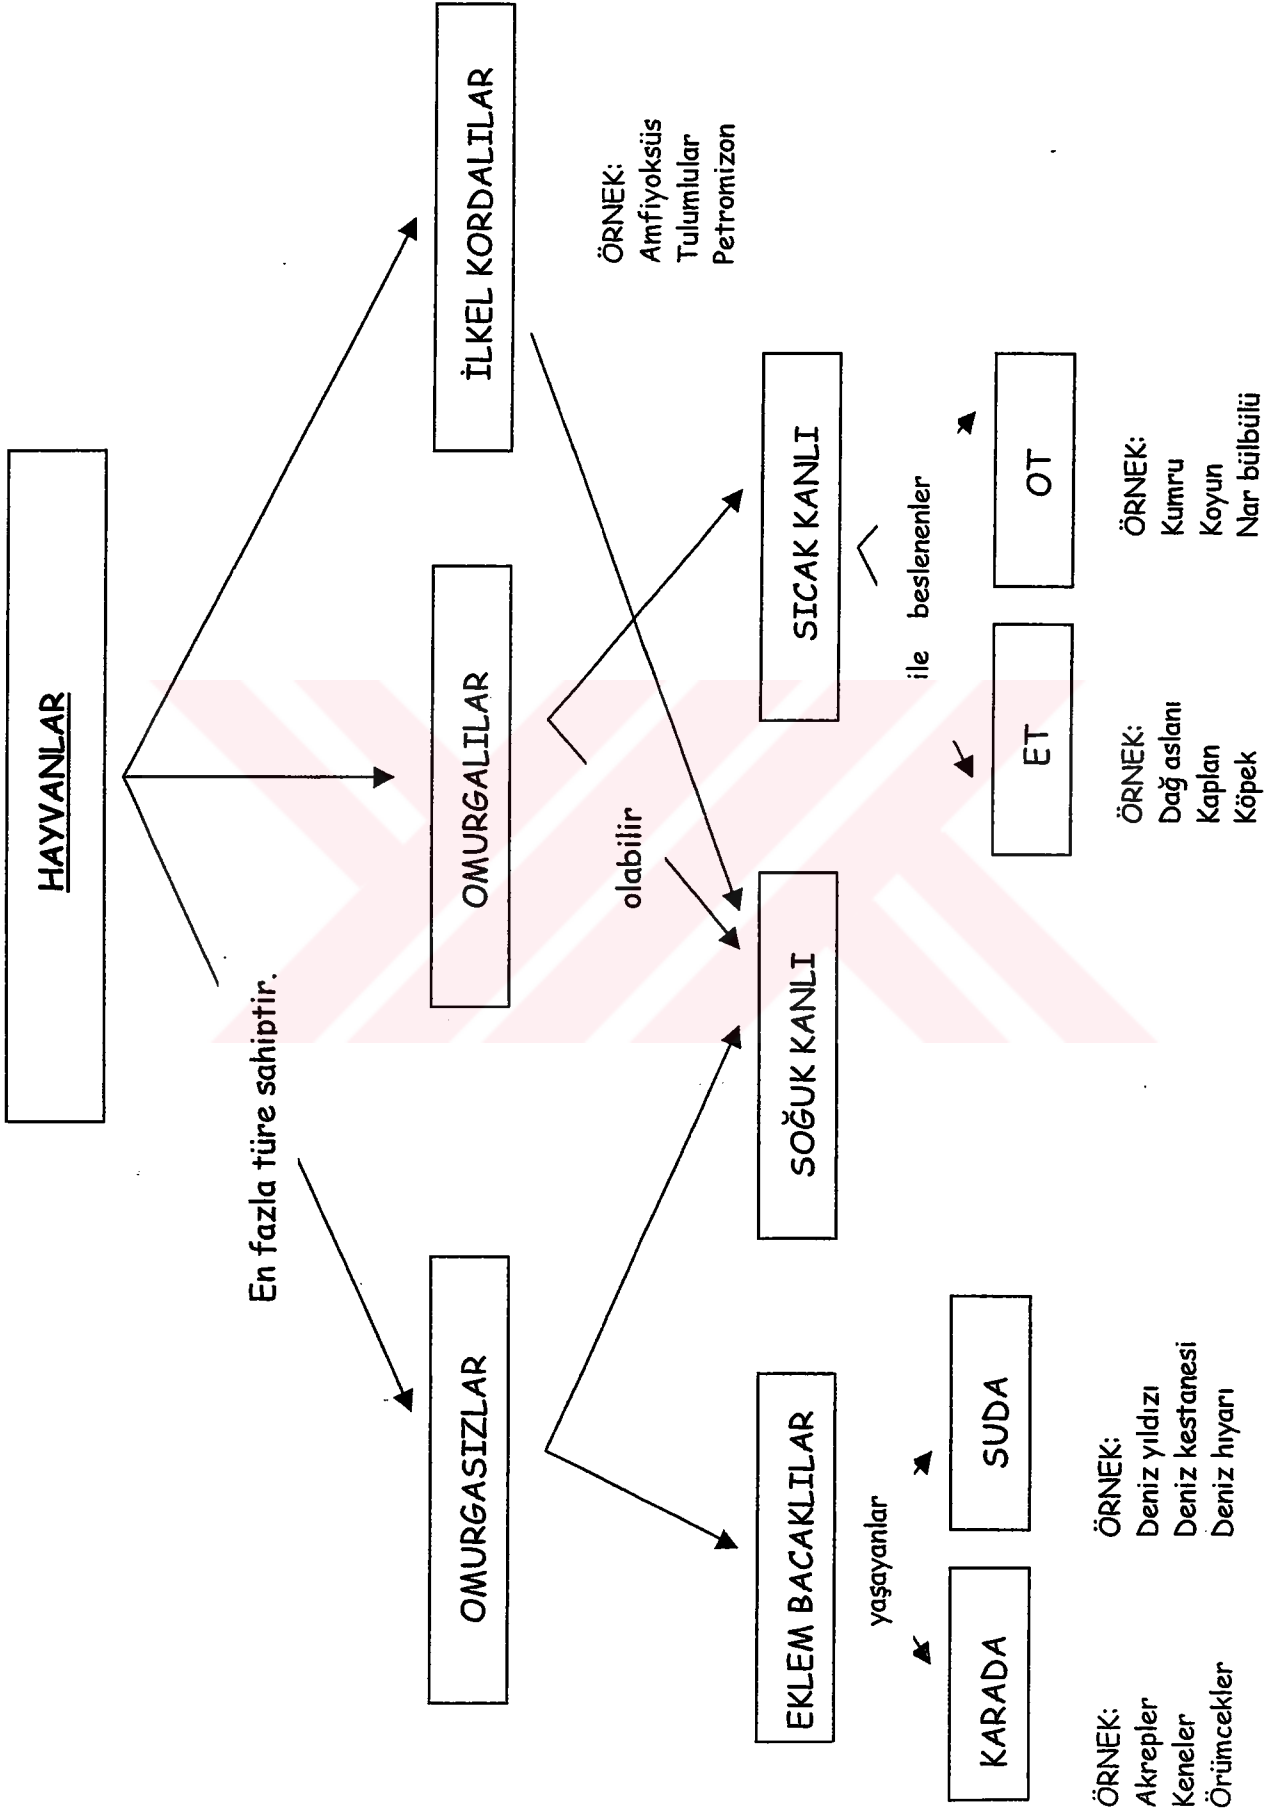 HAYVANLAR
En fazla türe sahiptir.
OMURGASIZLAR
OMURGALILAR
İLKEL KORDALILAR
olabilir
ÖRNEK:
Amfiyoksüs
Tulumlular
Petromizon
EKLEM BACAKLILAR
SOĞUK KANLI
SICAK KANLI
yaşayanlar
ile beslenenler
KARADA
SUDA
ET
OT
ÖRNEK:
Akrepler
Keneler
Örümcekler
ÖRNEK:
Deniz yıldızı
Deniz kestanesi
Deniz hıyarı
ÖRNEK:
Dağ aslanı
Kaplan
Köpek
ÖRNEK:
Kumru
Koyun
Nar bülbülü